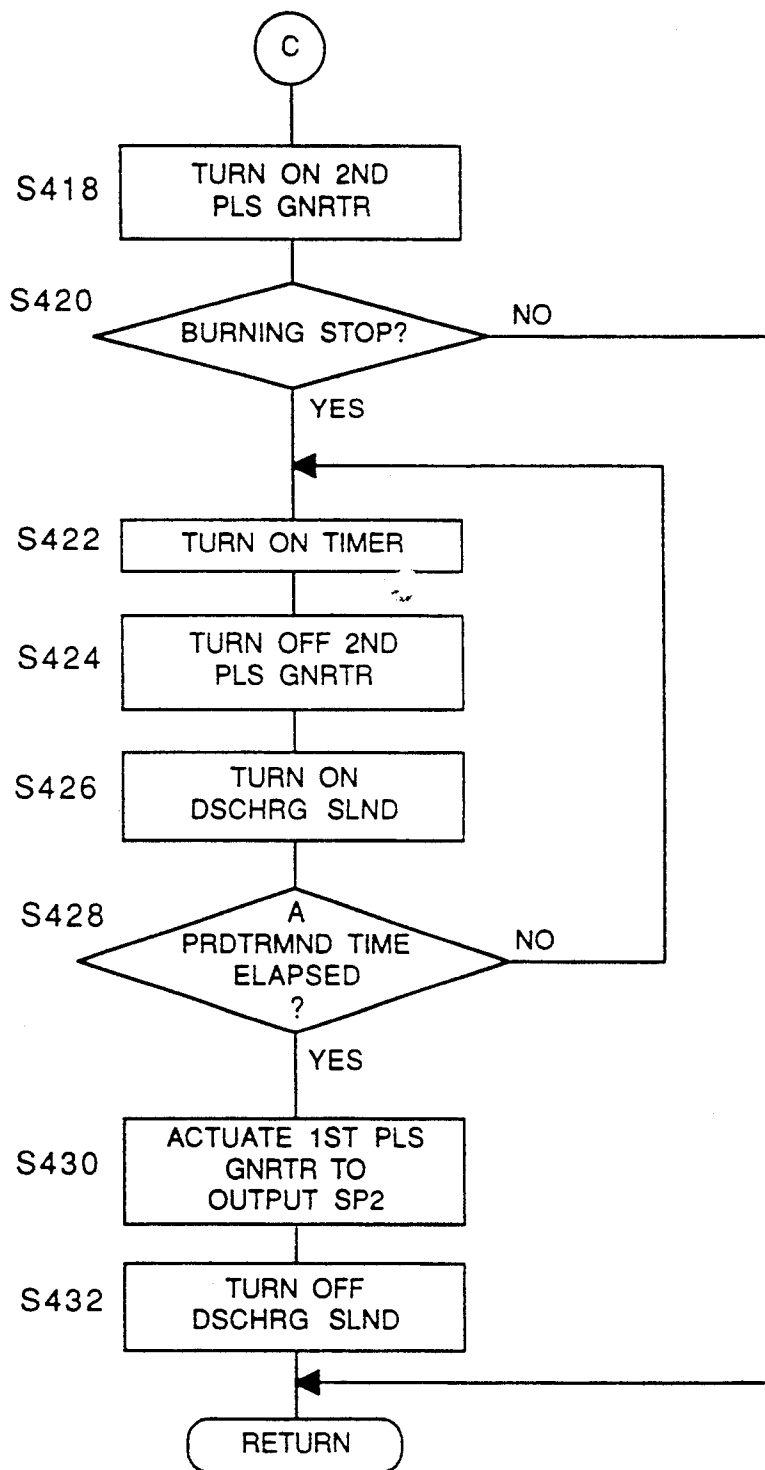 C
S418
TURN ON 2ND
PLS GNRTR
S420
BURNING STOP?
NO
YES
S422
TURN ON TIMER
S424
TURN OFF 2ND
PLS GNRTR
S426
TURN ON
DSCHRG SLND
S428
A
PRDTRMND TIME
ELAPSED
?
NO
YES
S430
ACTUATE 1ST PLS
GNRTR TO
OUTPUT SP2
S432
TURN OFF
DSCHRG SLND
RETURN